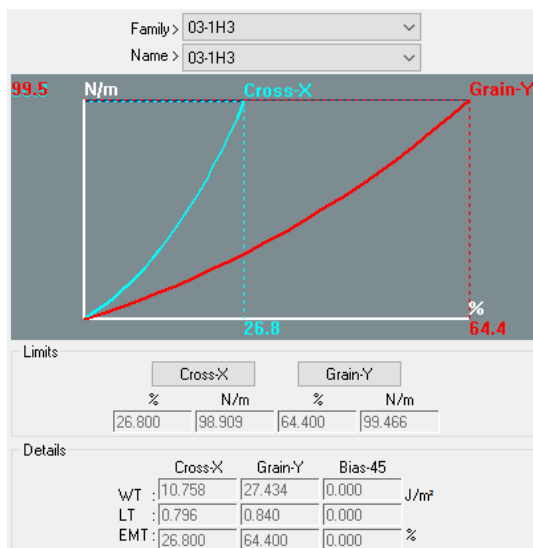 Family > 03-1H3
Name > 03-1H3
99.5 N/m Cross-X Grain-Y
%
26.8 64.4
Limits
Cross-X Grain-Y
% N/m % N/m
26.800 98.909 64.400 99.466
Details
Cross-X Grain-Y Bias-45
WT : 10.758 27.434 0.000 J/m²
LT : 0.796 0.840 0.000
EMT : 26.800 64.400 0.000 %